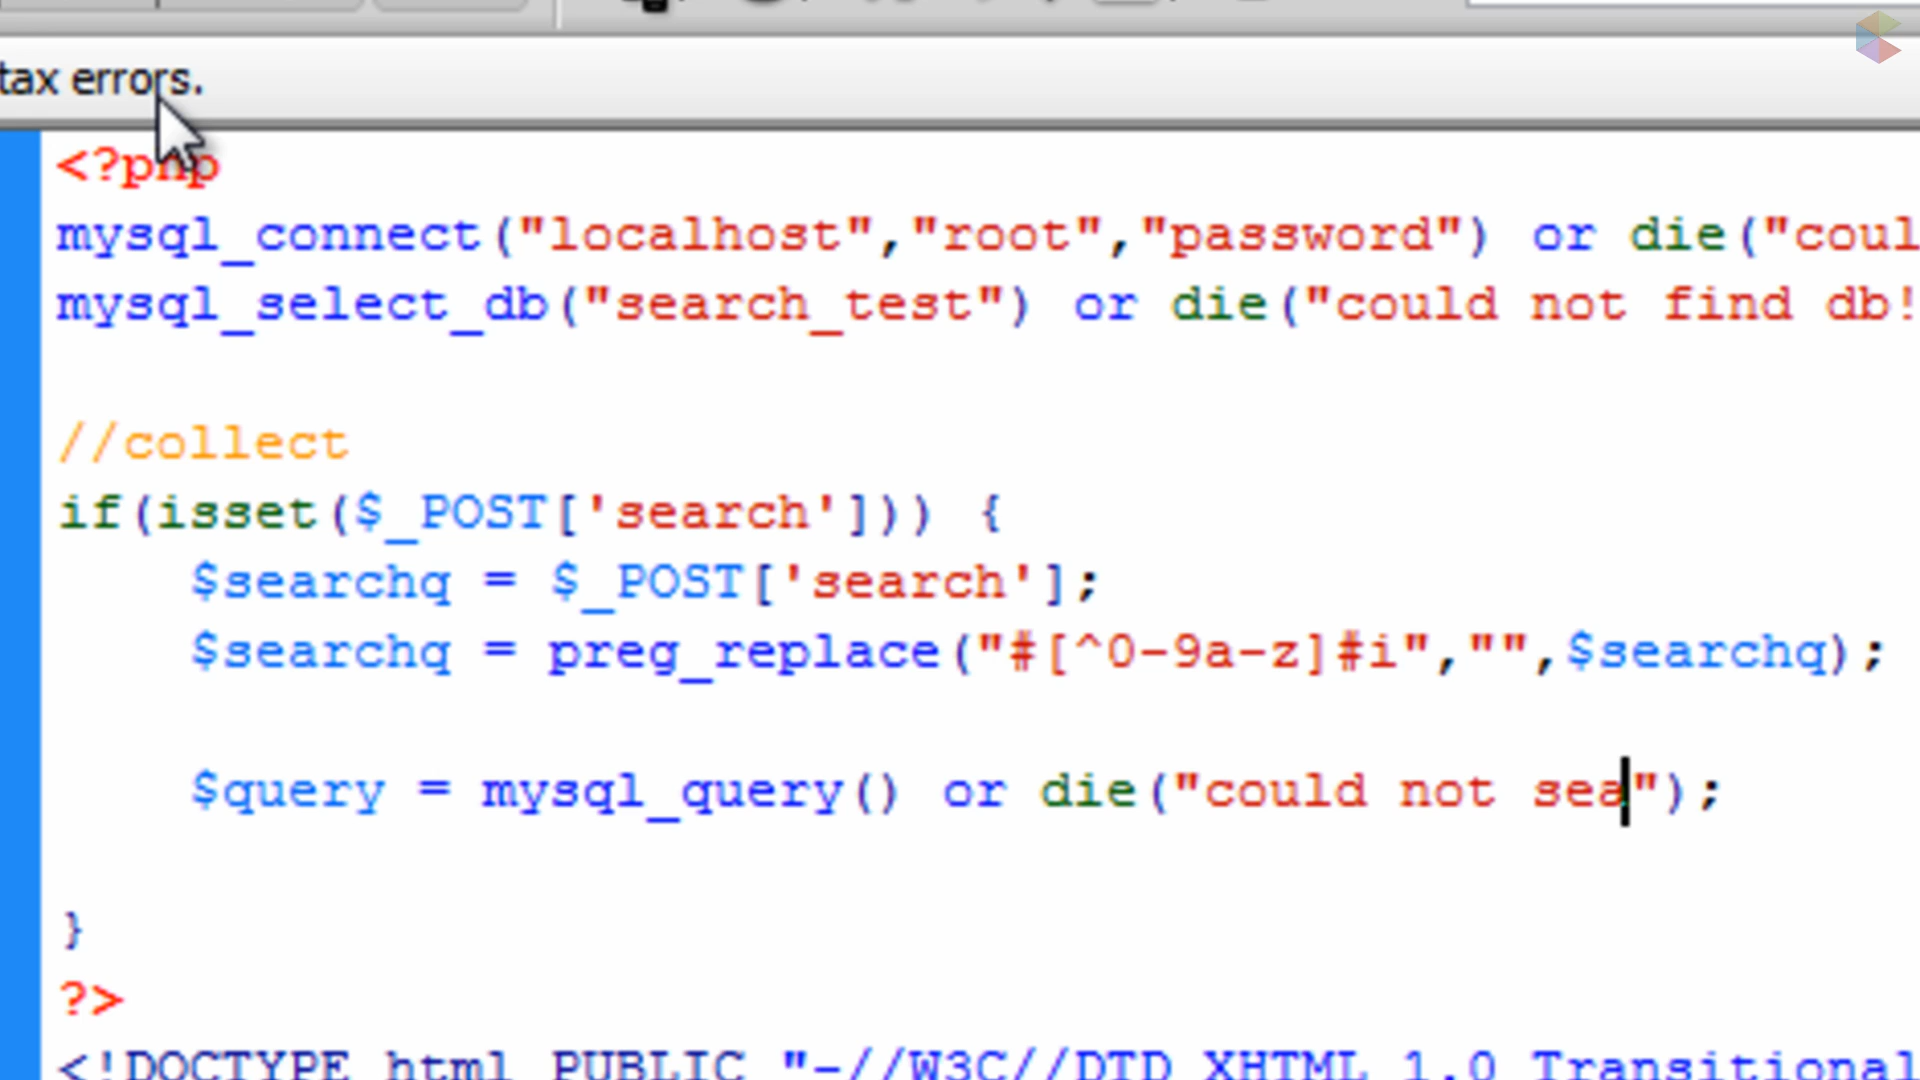 tax errors.
<?php
mysql_connect("localhost","root","password") or die("coul
mysql_select_db("search_test") or die("could not find db!
//collect
if(isset($_POST['search'])) {
$searchq = $_POST['search'];
$searchq = preg_replace("#[^0-9a-z]#i","",$searchq);
$query = mysql_query() or die("could not sea");
}
?>
<!DOCTYPE html PUBLIC "-//W3C//DTD XHTML 1.0 Transitional